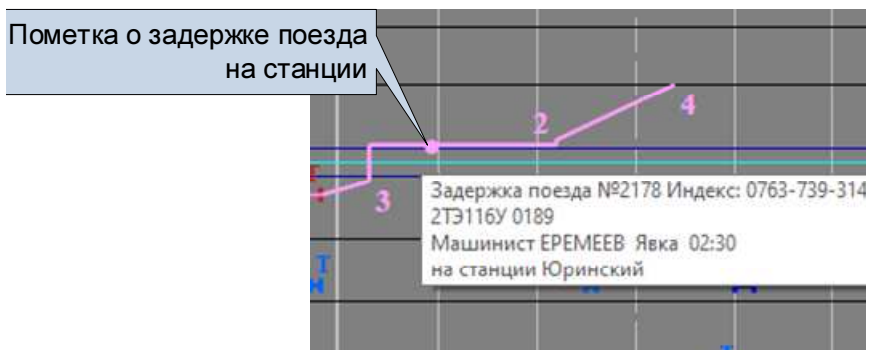 Пометка о задержке поезда
на станции
4
2
Т
3
Задержка поезда №2178 Индекс: 0763-739-314
2ТЭ116У 0189
Машинист ЕРЕМЕЕВ Явка 02:30
на станции Юринский
Т